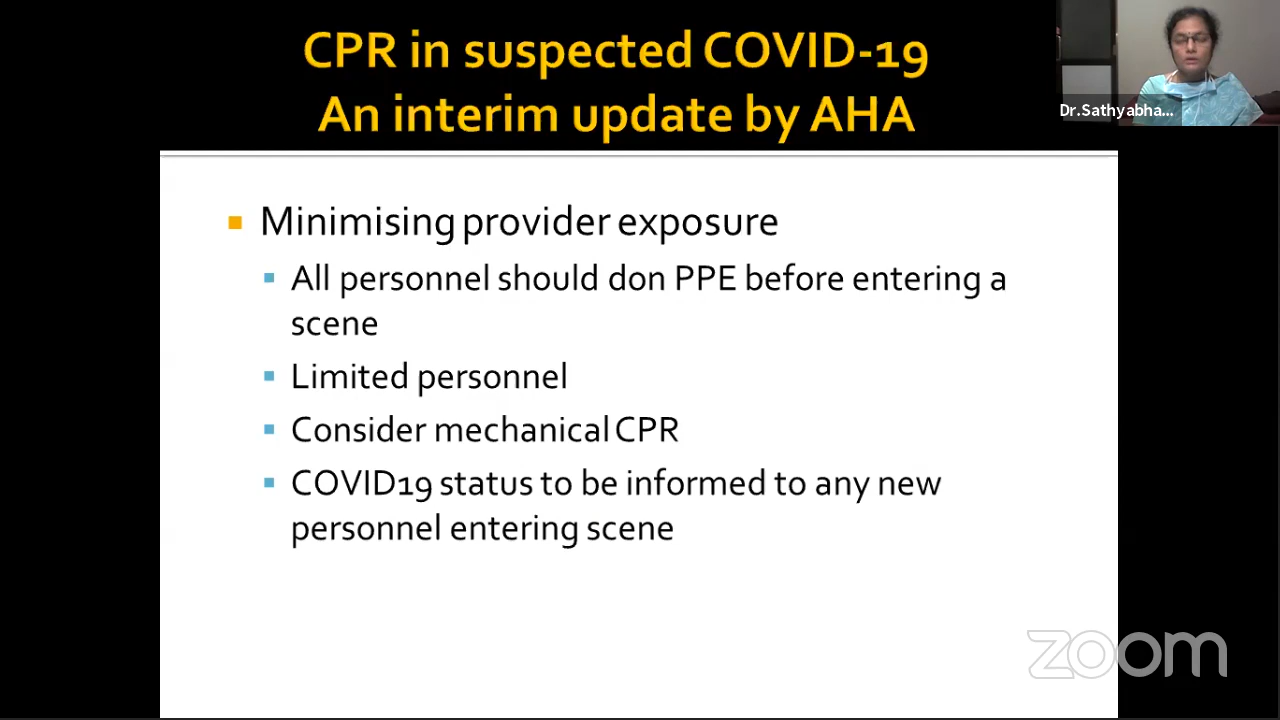 CPR in suspected COVID-19
An interim update by AHA
Dr.Sathyabha...
Minimising provider exposure
All personnel should don PPE before entering a
scene
Limited personnel
Consider mechanical CPR
COVID19 status to be informed to any new
personnel entering scene
zoom